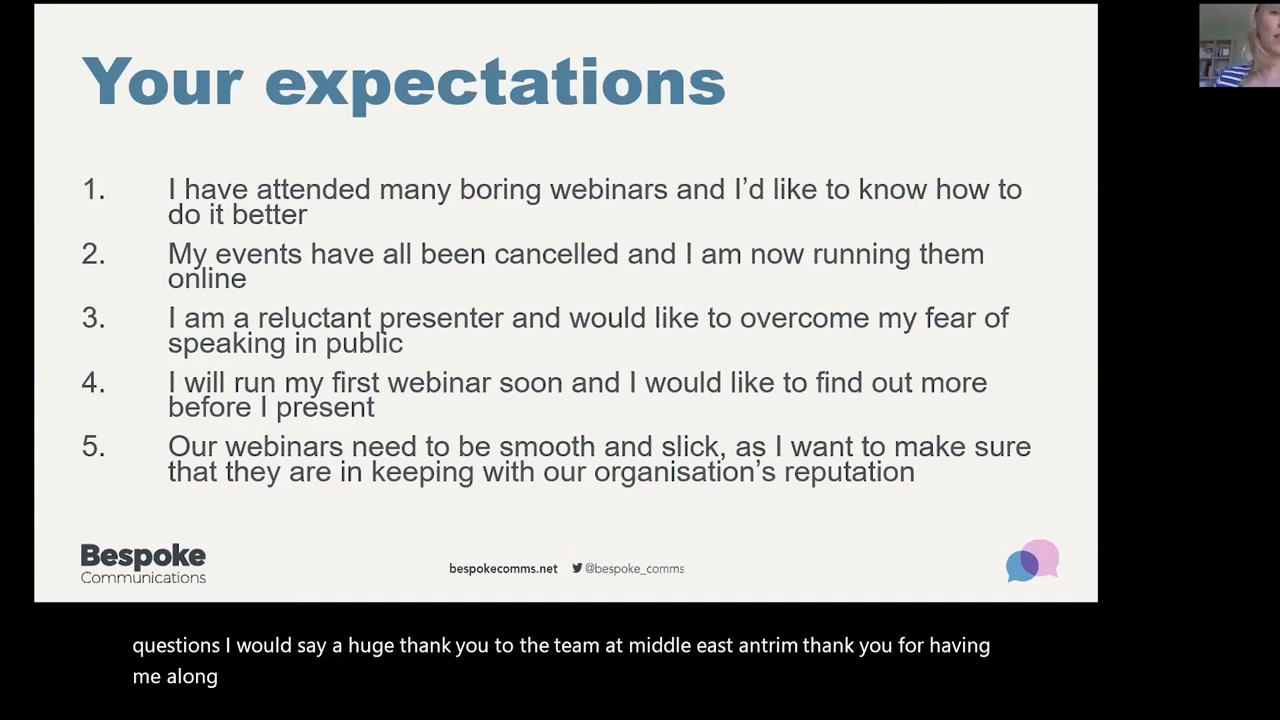 Your expectations
1. I have attended many boring webinars and I’d like to know how to
do it better
2. My events have all been cancelled and I am now running them
online
3. I am a reluctant presenter and would like to overcome my fear of
speaking in public
4. I will run my first webinar soon and I would like to find out more
before I present
5. Our webinars need to be smooth and slick, as I want to make sure
that they are in keeping with our organisation’s reputation
Bespoke
Communications
bespokecomms.net @bespoke_comms
questions I would say a huge thank you to the team at middle east antrim thank you for having
me along